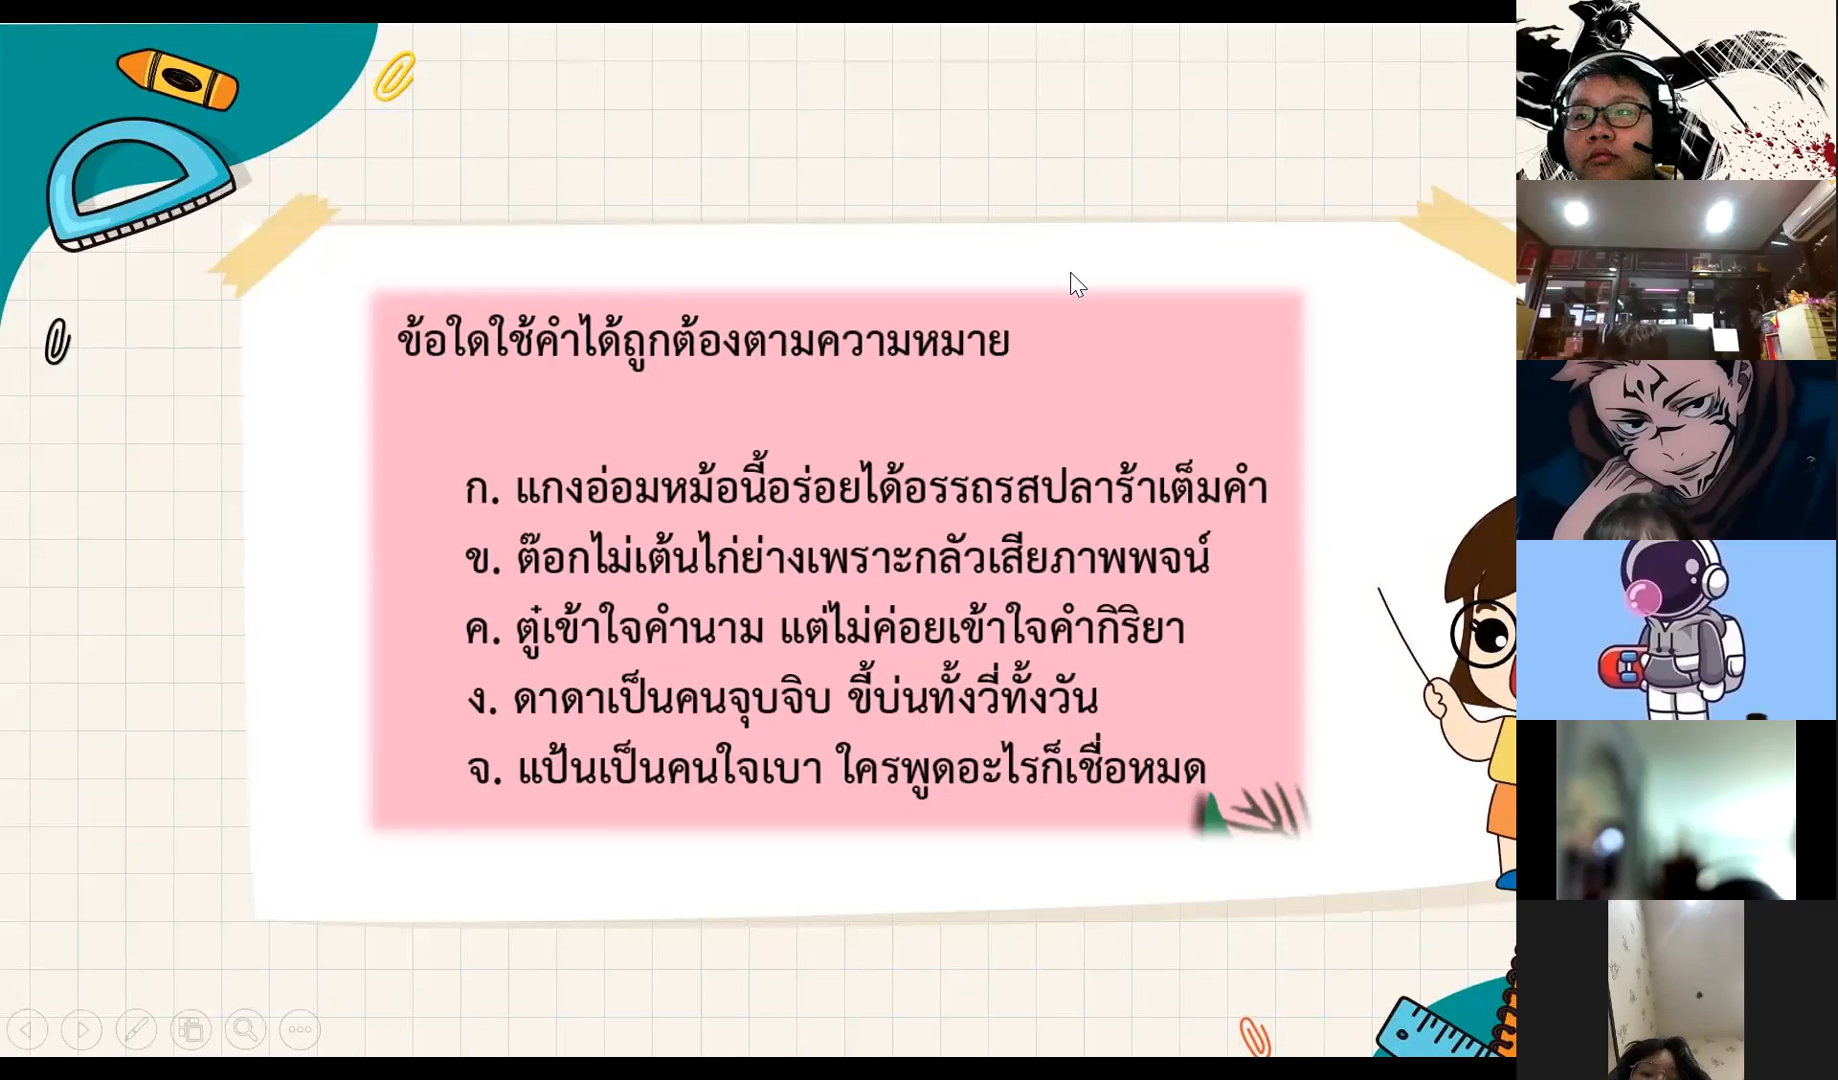 ข้อใดใช้คำได้ถูกต้องตามความหมาย
ก. แกงอ่อมหม้อนี้อร่อยได้อรรถรสปลาร้าเต็มคำ
ข. ต๊อกไม่เต้นไก่ย่างเพราะกลัวเสียภาพพจน์
ค. ตู๋เข้าใจคำนาม แต่ไม่ค่อยเข้าใจคำกิริยา
ง. ดาดาเป็นคนจุบจิบ ขี้บ่นทั้งวี่ทั้งวัน
จ. แป้นเป็นคนใจเบา ใครพูดอะไรก็เชื่อหมด